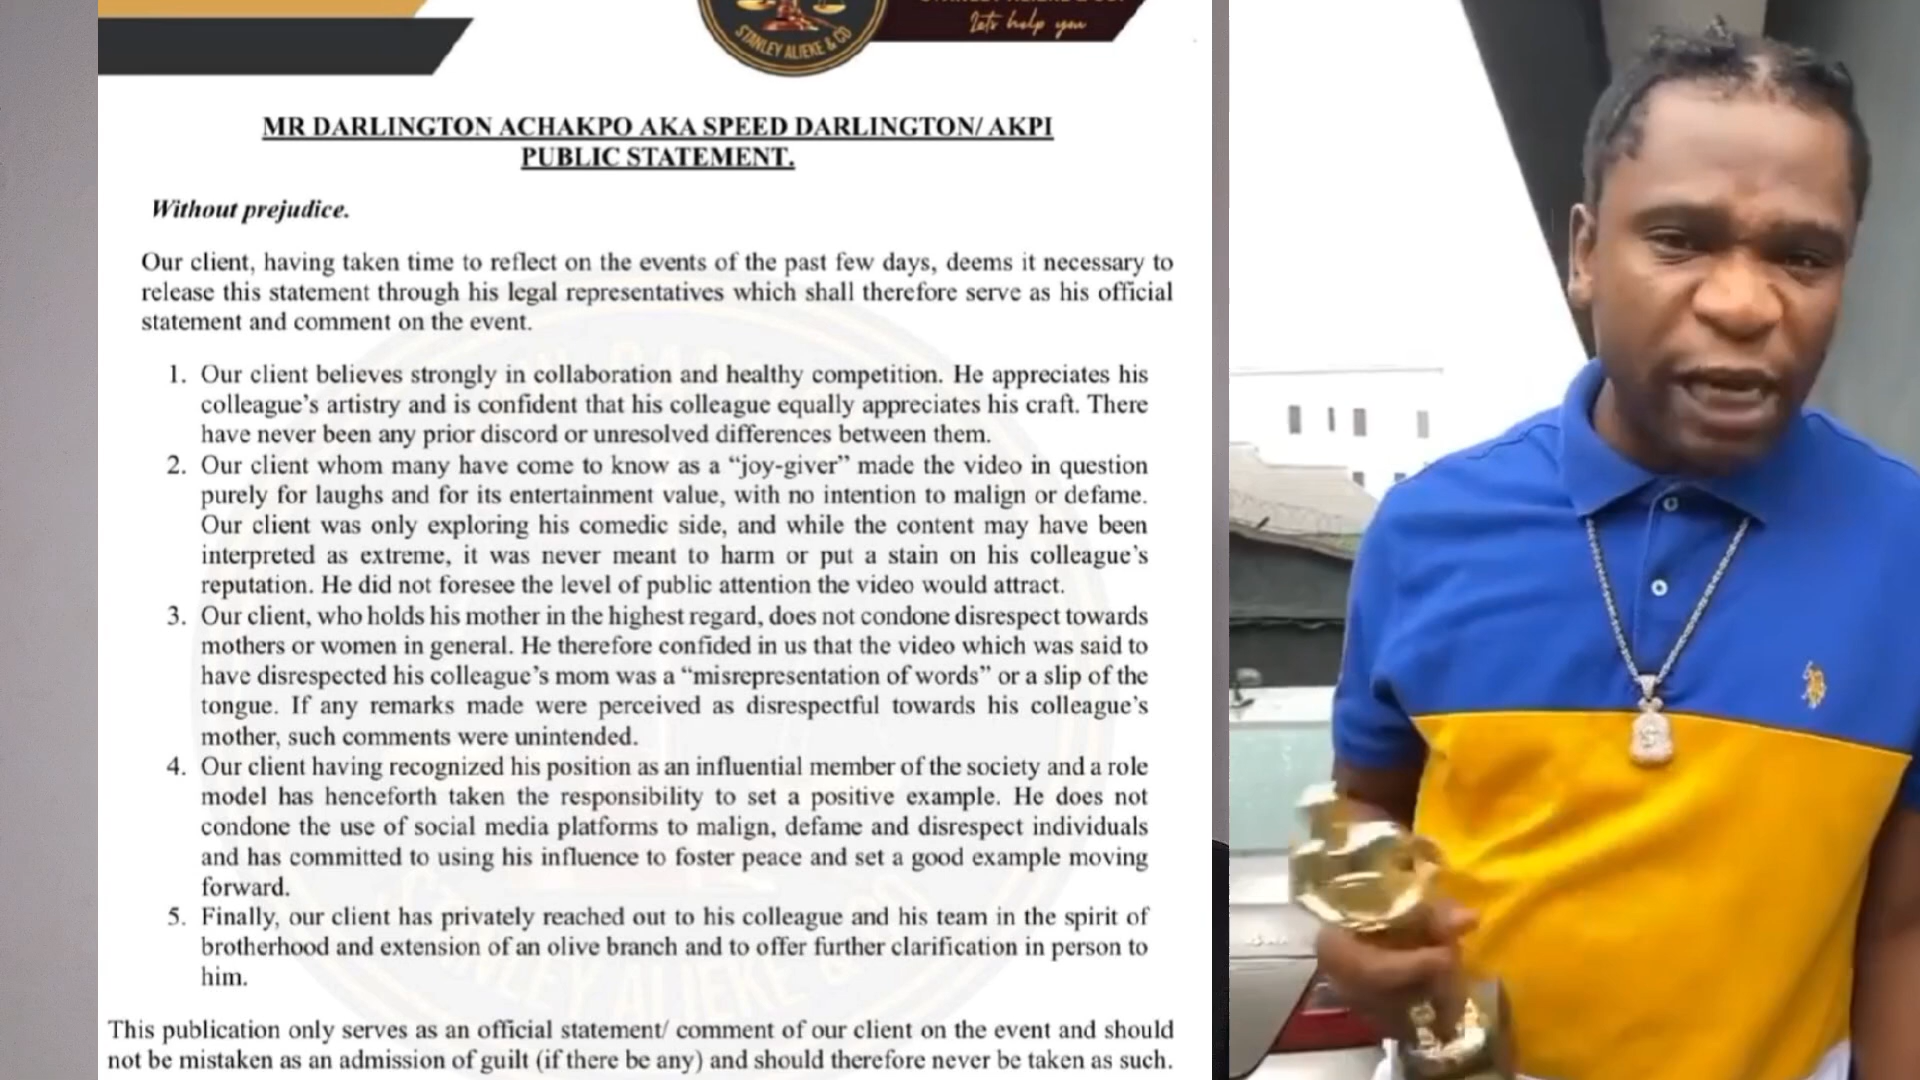 STANLEY ALIEKE & CO
Let's help you
MR DARLINGTON ACHAKPO AKA SPEED DARLINGTON/ AKPI
PUBLIC STATEMENT.
Without prejudice.
Our client, having taken time to reflect on the events of the past few days, deems it necessary to
release this statement through his legal representatives which shall therefore serve as his official
statement and comment on the event.
1. Our client believes strongly in collaboration and healthy competition. He appreciates his
colleague's artistry and is confident that his colleague equally appreciates his craft. There
have never been any prior discord or unresolved differences between them.
2. Our client whom many have come to know as a “joy-giver” made the video in question
purely for laughs and for its entertainment value, with no intention to malign or defame.
Our client was only exploring his comedic side, and while the content may have been
interpreted as extreme, it was never meant to harm or put a stain on his colleague's
reputation. He did not foresee the level of public attention the video would attract.
3. Our client, who holds his mother in the highest regard, does not condone disrespect towards
mothers or women in general. He therefore confided in us that the video which was said to
have disrespected his colleague's mom was a “misrepresentation of words” or a slip of the
tongue. If any remarks made were perceived as disrespectful towards his colleague's
mother, such comments were unintended.
4. Our client having recognized his position as an influential member of the society and a role
model has henceforth taken the responsibility to set a positive example. He does not
condone the use of social media platforms to malign, defame and disrespect individuals
and has committed to using his influence to foster peace and set a good example moving
forward.
5. Finally, our client has privately reached out to his colleague and his team in the spirit of
brotherhood and extension of an olive branch and to offer further clarification in person to
him.
This publication only serves as an official statement/ comment of our client on the event and should
not be mistaken as an admission of guilt (if there be any) and should therefore never be taken as such.